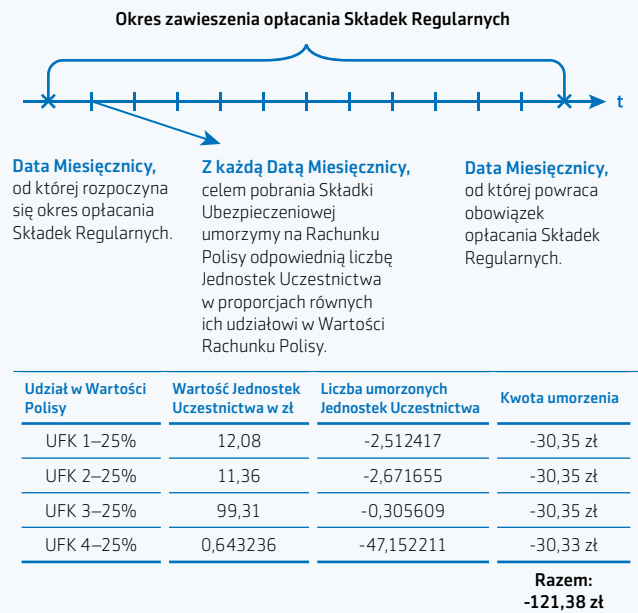 Okres zawieszenia opłacania Składek Regularnych
t
Data Miesięcznicy,
od której rozpoczyna
się okres opłacania
Składek Regularnych.
Z każdą Datą Miesięcznicy,
celem pobrania Składki
Ubezpieczeniowej
umorzymy na Rachunku
Polisy odpowiednią liczbę
Jednostek Uczestnictwa
w proporcjach równych
ich udziałowi w Wartości
Rachunku Polisy.
Data Miesięcznicy,
od której powraca
obowiązek
opłacania Składek
Regularnych.
Udział w Wartości
Polisy
Wartość Jednostek
Uczestnictwa w zł
Liczba umorzonych
Jednostek Uczestnictwa
Kwota umorzenia
UFK 1–25% 12,08 -2,512417 -30,35 zł
UFK 2–25% 11,36 -2,671655 -30,35 zł
UFK 3–25% 99,31 -0,305609 -30,35 zł
UFK 4–25% 0,643236 -47,152211 -30,33 zł
Razem:
-121,38 zł